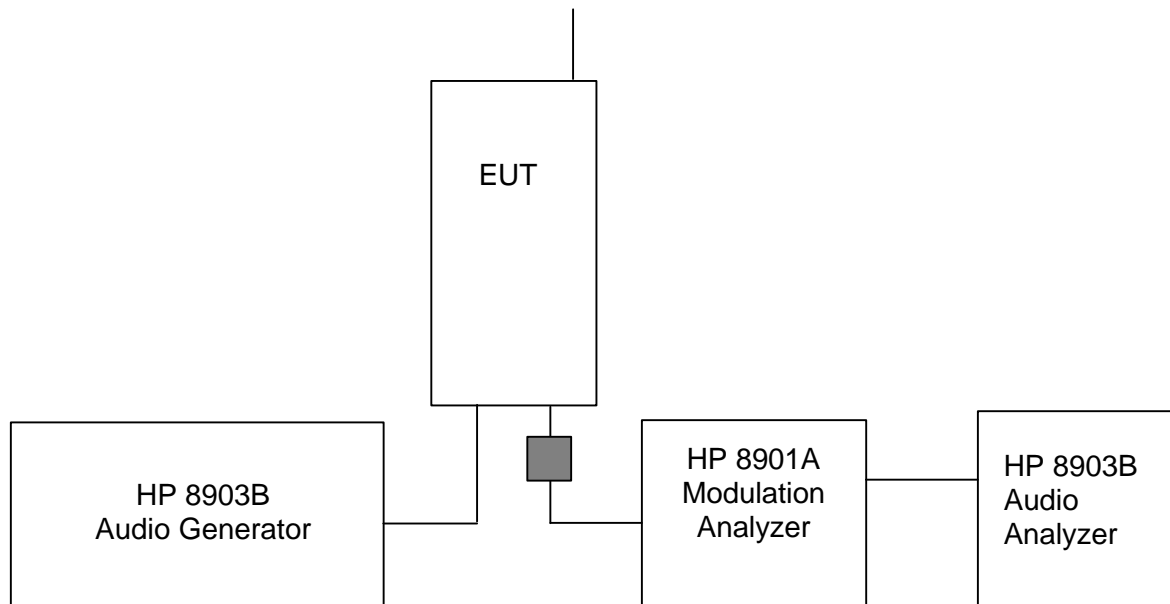 EUT
HP 8903B
Audio Generator
HP 8901A
Modulation
Analyzer
HP 8903B
Audio
Analyzer